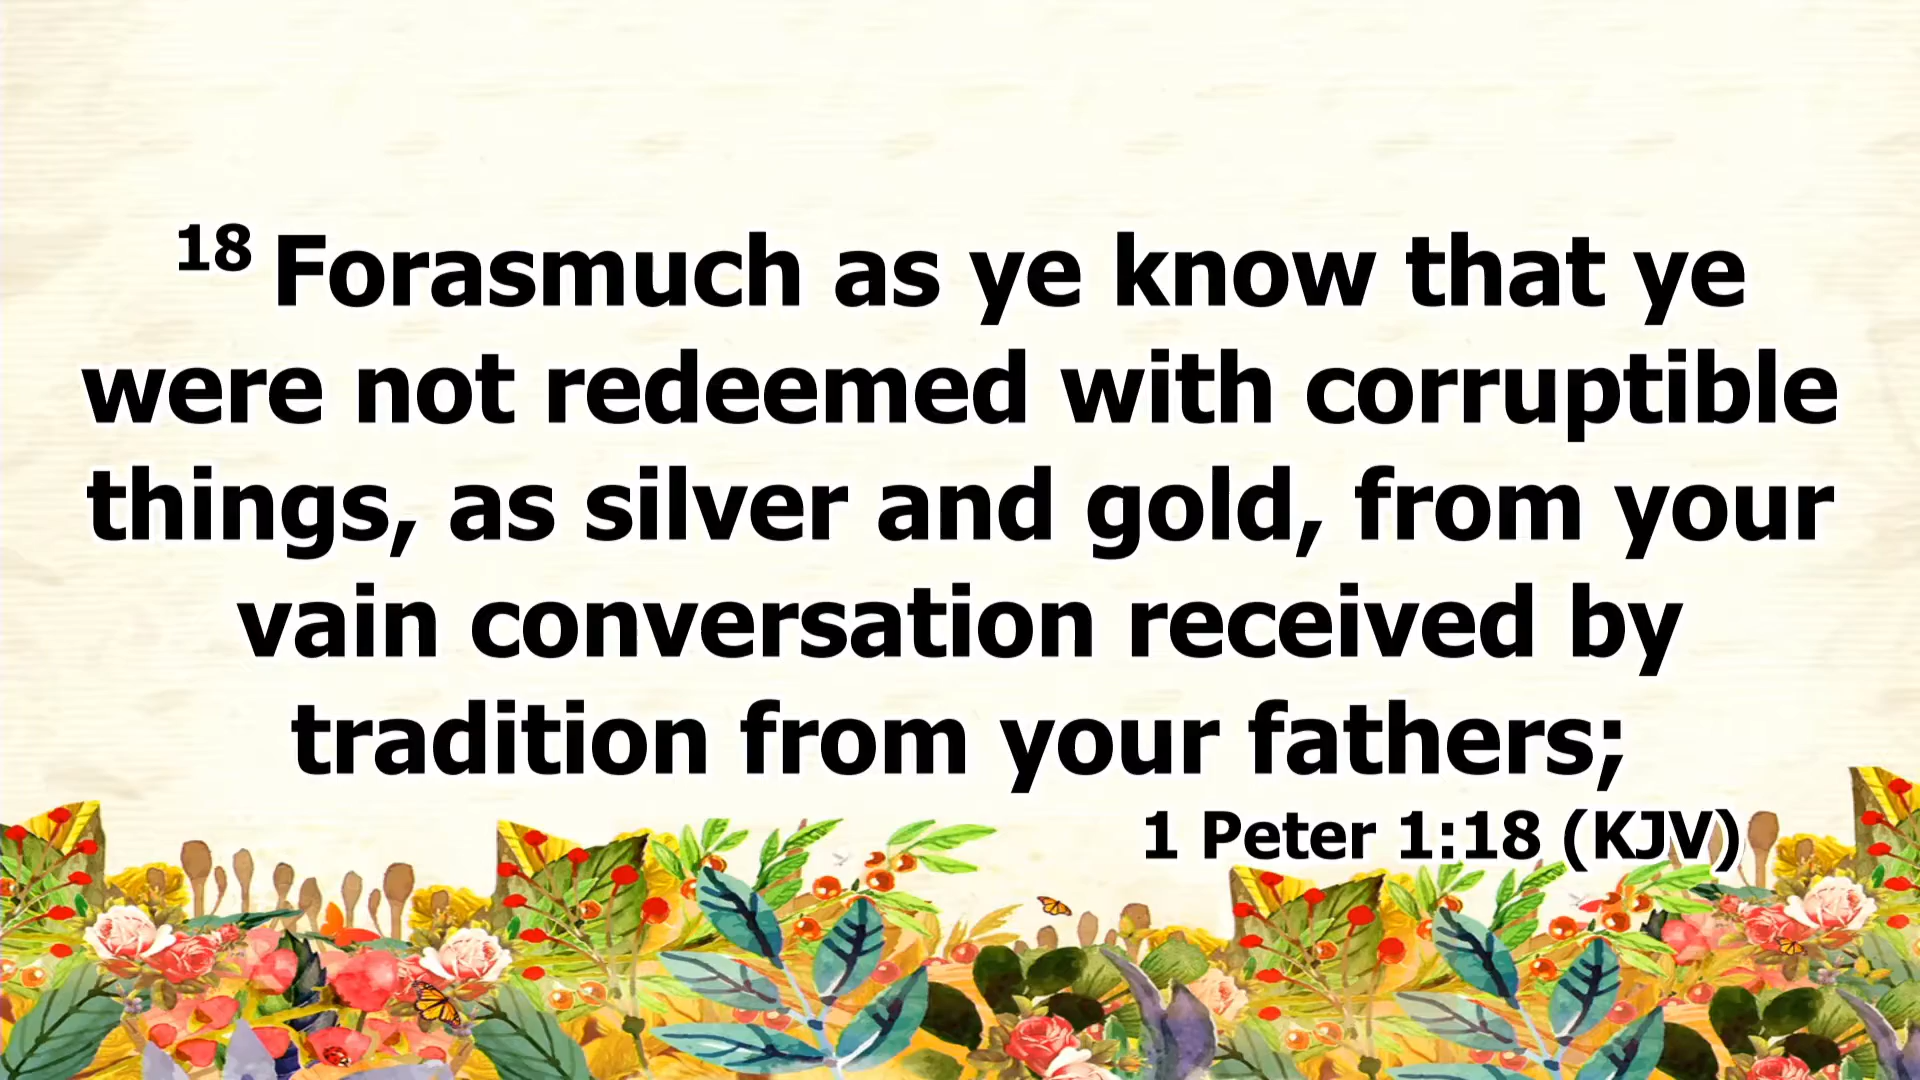 18 Forasmuch as ye know that ye
were not redeemed with corruptible
things, as silver and gold, from your
vain conversation received by
tradition from your fathers;
1 Peter 1:18 (KJV)